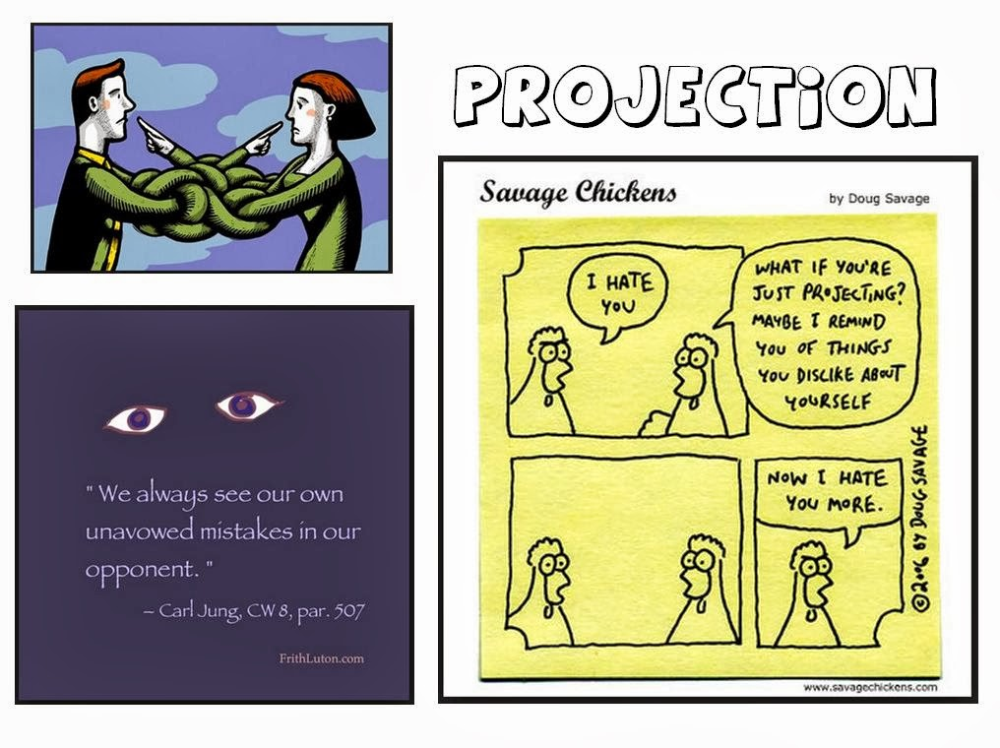 PROJECTION
Savage Chickens
by Doug Savage
I HATE
YOU
WHAT IF YOU'RE
JUST PROJECTING?
MAYBE I REMIND
YOU OF THINGS
YOU DISLIKE ABOUT
YOURSELF
NOW I HATE
YOU MORE.
©2006 BY DOUG SAVAGE
www.savagechickens.com
" We always see our own
unavowed mistakes in our
opponent. "
– Carl Jung, CW 8, par. 507
FrithLuton.com